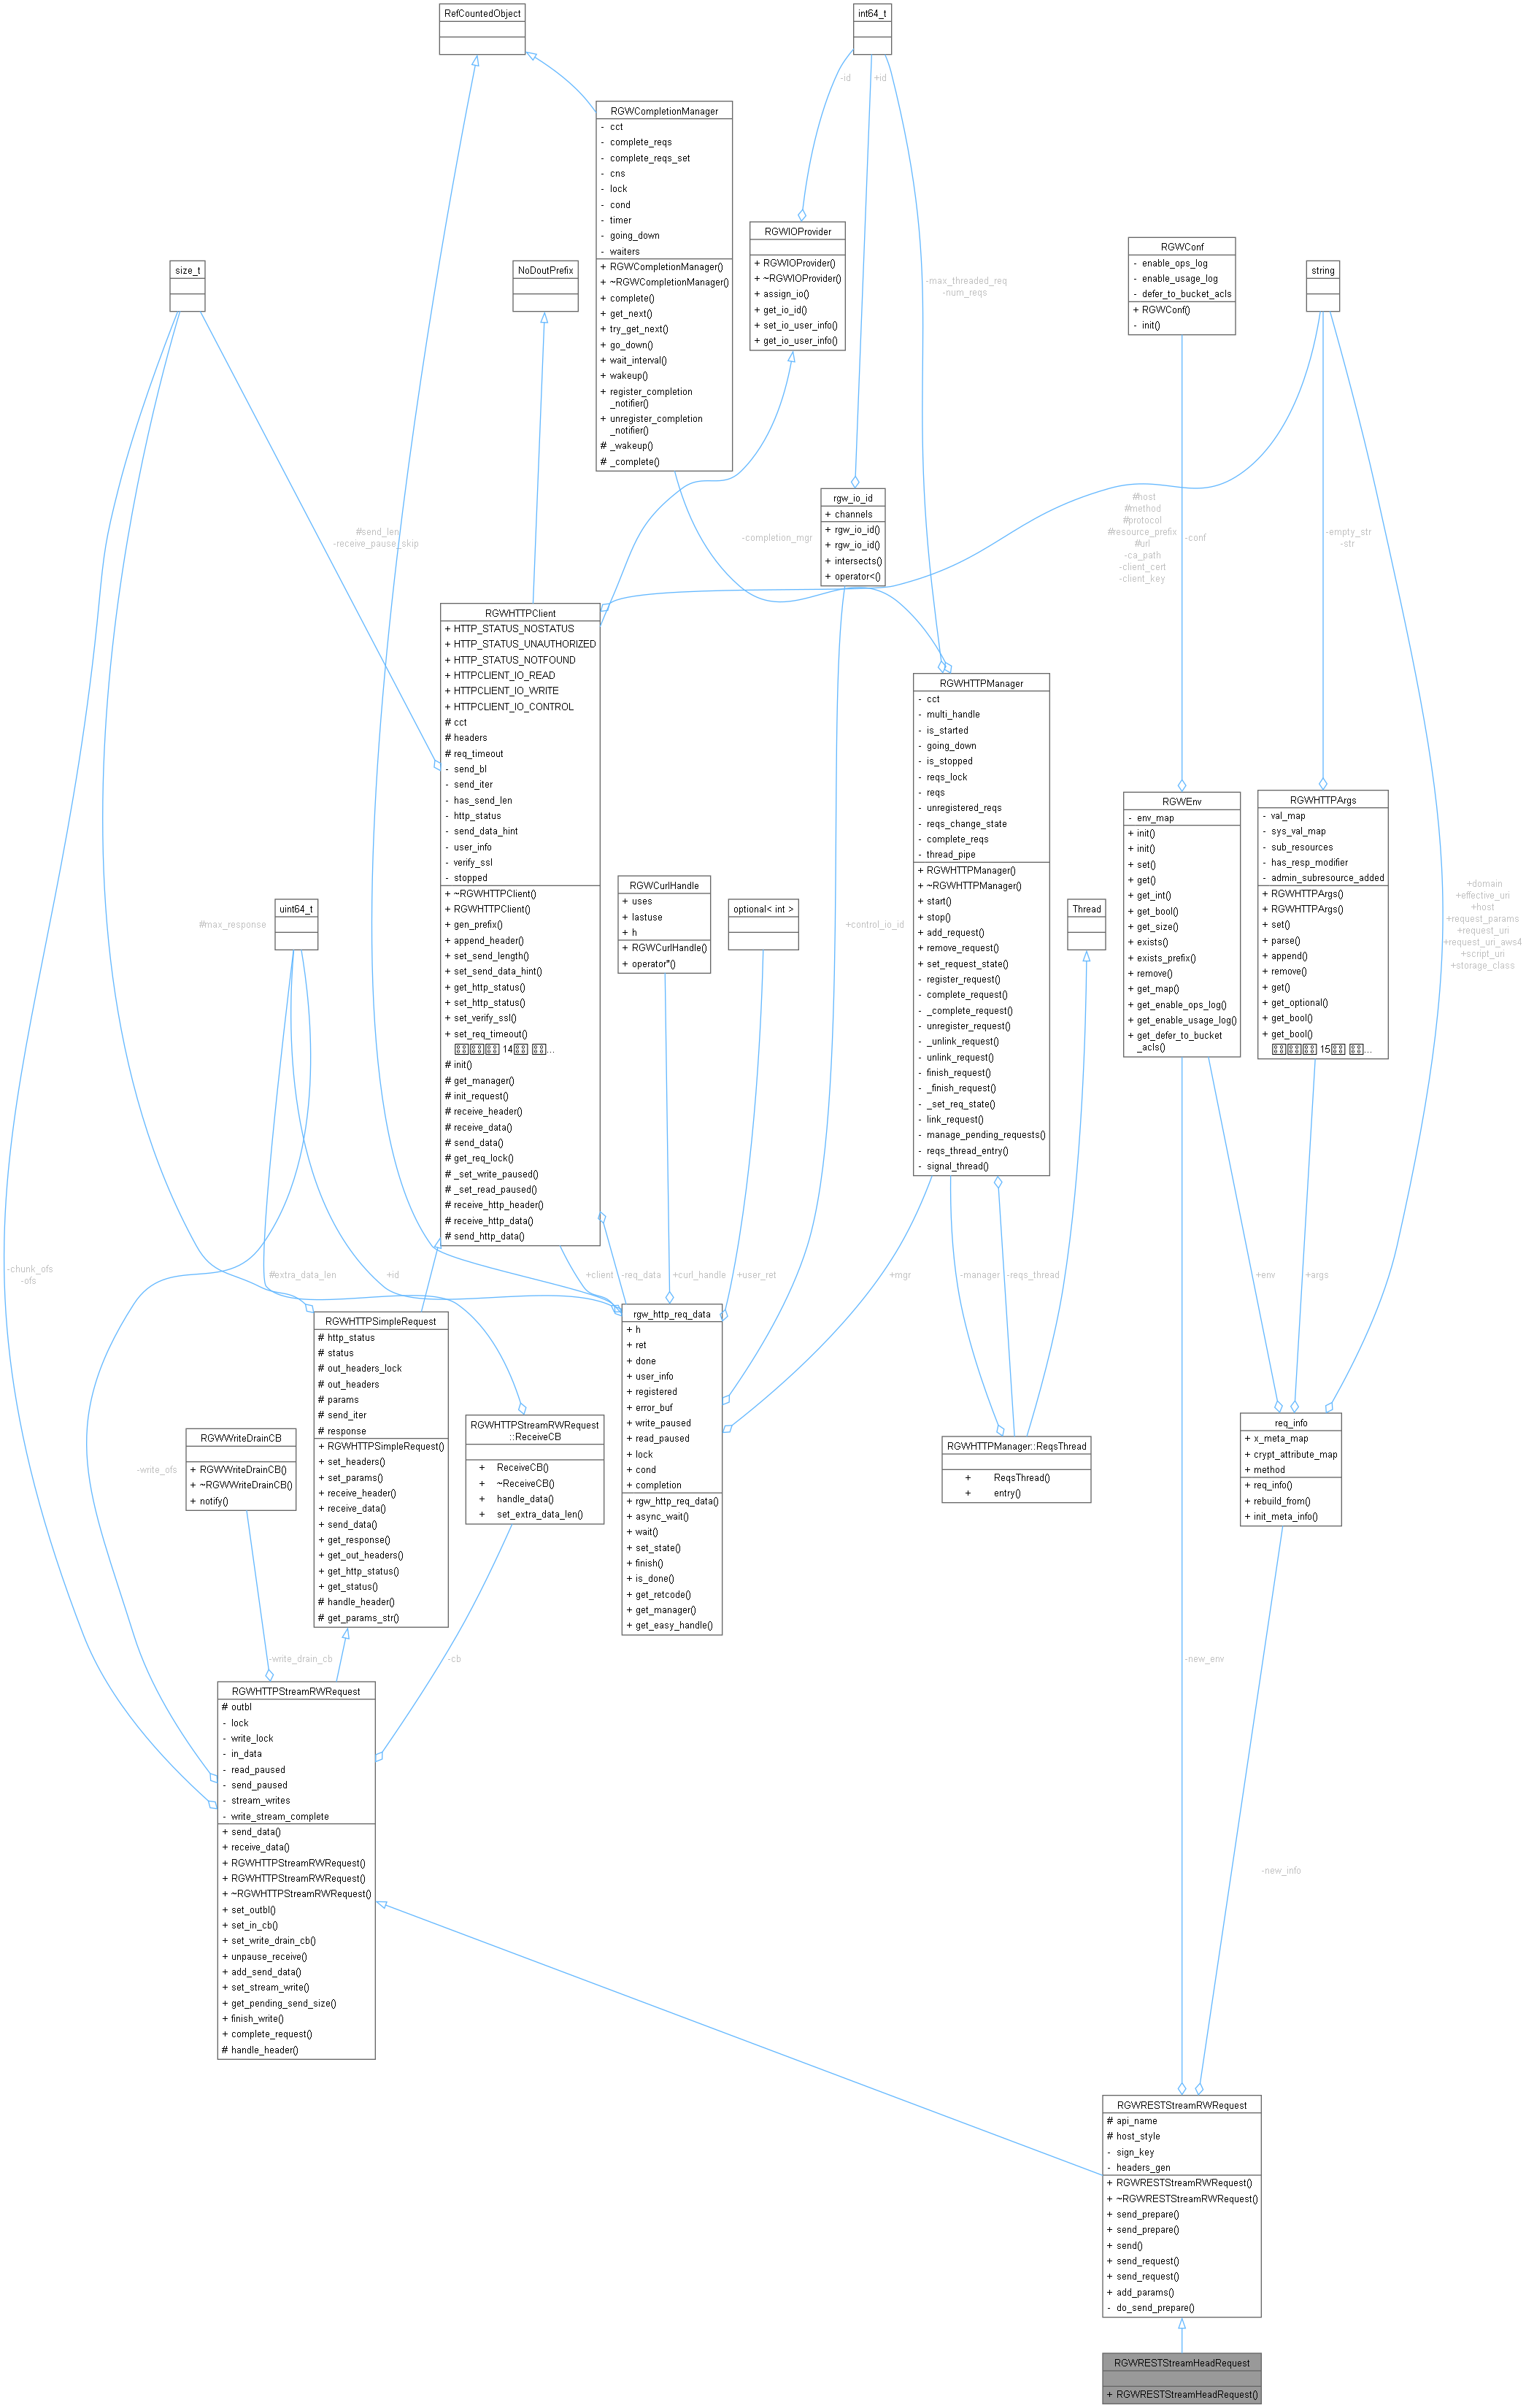 RefCountedObject
int64_t
-id
+id
RGWCompletionManager
- cct
- complete_reqs
- complete_reqs_set
- cns
- lock
- cond
- timer
- going_down
- waiters
+ RGWCompletionManager()
+ ~RGWCompletionManager()
+ complete()
+ get_next()
+ try_get_next()
+ go_down()
+ wait_interval()
+ wakeup()
+ register_completion
_notifier()
+ unregister_completion
_notifier()
# _wakeup()
# _complete()
RGWIOProvider
+ RGWIOProvider()
+ ~RGWIOProvider()
+ assign_io()
+ get_io_id()
+ set_io_user_info()
+ get_io_user_info()
RGWConf
- enable_ops_log
- enable_usage_log
- defer_to_bucket_acls
+ RGWConf()
- init()
size_t
NoDoutPrefix
string
-max_threaded_req
-num_reqs
rgw_io_id
+ channels
+ rgw_io_id()
+ rgw_io_id()
+ intersects()
+ operator<()
#send_len
-receive_pause_skip
-completion_mgr
#host
#method
#protocol
#resource_prefix
#url
-ca_path
-client_cert
-client_key
-conf
-empty_str
-str
RGWHTTPClient
+ HTTP_STATUS_NOSTATUS
+ HTTP_STATUS_UNAUTHORIZED
+ HTTP_STATUS_NOTFOUND
+ HTTPCLIENT_IO_READ
+ HTTPCLIENT_IO_WRITE
+ HTTPCLIENT_IO_CONTROL
# cct
# headers
# req_timeout
- send_bl
- send_iter
- has_send_len
- http_status
- send_data_hint
- user_info
- verify_ssl
- stopped
+ ~RGWHTTPClient()
+ RGWHTTPClient()
+ gen_prefix()
+ append_header()
+ set_send_length()
+ set_send_data_hint()
+ get_http_status()
+ set_http_status()
+ set_verify_ssl()
+ set_req_timeout()
14 ...
# init()
# get_manager()
# init_request()
# receive_header()
# receive_data()
# send_data()
# get_req_lock()
# _set_write_paused()
# _set_read_paused()
# receive_http_header()
# receive_http_data()
# send_http_data()
RGWHTTPManager
- cct
- multi_handle
- is_started
- going_down
- is_stopped
- reqs_lock
- reqs
- unregistered_reqs
- reqs_change_state
- complete_reqs
- thread_pipe
+ RGWHTTPManager()
+ ~RGWHTTPManager()
+ start()
+ stop()
+ add_request()
+ remove_request()
+ set_request_state()
- register_request()
- complete_request()
- _complete_request()
- unregister_request()
- _unlink_request()
- unlink_request()
- finish_request()
- _finish_request()
- _set_req_state()
- link_request()
- manage_pending_requests()
- reqs_thread_entry()
- signal_thread()
RGWEnv
- env_map
+ init()
+ init()
+ set()
+ get()
+ get_int()
+ get_bool()
+ get_size()
+ exists()
+ exists_prefix()
+ remove()
+ get_map()
+ get_enable_ops_log()
+ get_enable_usage_log()
+ get_defer_to_bucket
_acls()
RGWHTTPArgs
- val_map
- sys_val_map
- sub_resources
- has_resp_modifier
- admin_subresource_added
+ RGWHTTPArgs()
+ RGWHTTPArgs()
+ set()
+ parse()
+ append()
+ remove()
+ get()
+ get_optional()
+ get_bool()
+ get_bool()
15 ...
uint64_t
#max_response
RGWCurlHandle
+ uses
+ lastuse
+ h
+ RGWCurlHandle()
+ operator*()
optional< int >
+control_io_id
Thread
+domain
+effective_uri
+host
+request_params
+request_uri
+request_uri_aws4
+script_uri
+storage_class
-chunk_ofs
-ofs
#extra_data_len
+id
+client
-req_data
+curl_handle
+user_ret
+mgr
-manager
-reqs_thread
+env
+args
RGWHTTPSimpleRequest
# http_status
# status
# out_headers_lock
# out_headers
# params
# send_iter
# response
+ RGWHTTPSimpleRequest()
+ set_headers()
+ set_params()
+ receive_header()
+ receive_data()
+ send_data()
+ get_response()
+ get_out_headers()
+ get_http_status()
+ get_status()
# handle_header()
# get_params_str()
rgw_http_req_data
+ h
+ ret
+ done
+ user_info
+ registered
+ error_buf
+ write_paused
+ read_paused
+ lock
+ cond
+ completion
+ rgw_http_req_data()
+ async_wait()
+ wait()
+ set_state()
+ finish()
+ is_done()
+ get_retcode()
+ get_manager()
+ get_easy_handle()
RGWHTTPStreamRWRequest
::ReceiveCB
+ ReceiveCB()
+ ~ReceiveCB()
+ handle_data()
+ set_extra_data_len()
RGWWriteDrainCB
+ RGWWriteDrainCB()
+ ~RGWWriteDrainCB()
+ notify()
RGWHTTPManager::ReqsThread
+ ReqsThread()
+ entry()
req_info
+ x_meta_map
+ crypt_attribute_map
+ method
+ req_info()
+ rebuild_from()
+ init_meta_info()
-write_ofs
-write_drain_cb
-cb
-new_env
-new_info
RGWHTTPStreamRWRequest
# outbl
- lock
- write_lock
- in_data
- read_paused
- send_paused
- stream_writes
- write_stream_complete
+ send_data()
+ receive_data()
+ RGWHTTPStreamRWRequest()
+ RGWHTTPStreamRWRequest()
+ ~RGWHTTPStreamRWRequest()
+ set_outbl()
+ set_in_cb()
+ set_write_drain_cb()
+ unpause_receive()
+ add_send_data()
+ set_stream_write()
+ get_pending_send_size()
+ finish_write()
+ complete_request()
# handle_header()
RGWRESTStreamRWRequest
# api_name
# host_style
- sign_key
- headers_gen
+ RGWRESTStreamRWRequest()
+ ~RGWRESTStreamRWRequest()
+ send_prepare()
+ send_prepare()
+ send()
+ send_request()
+ send_request()
+ add_params()
- do_send_prepare()
RGWRESTStreamHeadRequest
+ RGWRESTStreamHeadRequest()